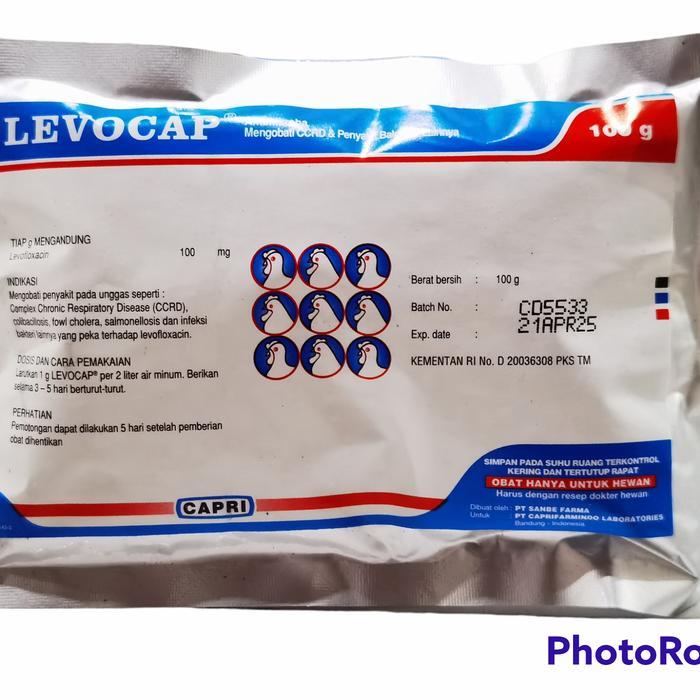 LEVOCAP®
Mengobati CCRD & Penyakit
100 g
TIAP g MENGANDUNG
Levofloxacin 100 mg
INDIKASI
Mengobati penyakit pada unggas seperti :
Complex Chronic Respiratory Disease (CCRD),
colibacillosis, fowl cholera, salmonellosis dan infeksi
bakteri lainnya yang peka terhadap levofloxacin.
DOSIS DAN CARA PEMAKAIAN
Larutkan 1 g LEVOCAP® per 2 liter air minum. Berikan
selama 3 – 5 hari berturut-turut.
PERHATIAN
Pemotongan dapat dilakukan 5 hari setelah pemberian
obat dihentikan
Berat bersih : 100 g
Batch No. : CD5533
Exp. date : 21APR25
KEMENTAN RI No. D 20036308 PKS TM
SIMPAN PADA SUHU RUANG TERKONTROL
KERING DAN TERTUTUP RAPAT
OBAT HANYA UNTUK HEWAN
Harus dengan resep dokter hewan
Dibuat oleh : PT SANBE FARMA
Untuk : PT CAPRIFARMINDO LABORATORIES
Bandung - Indonesia
CAPRI
PhotoRo